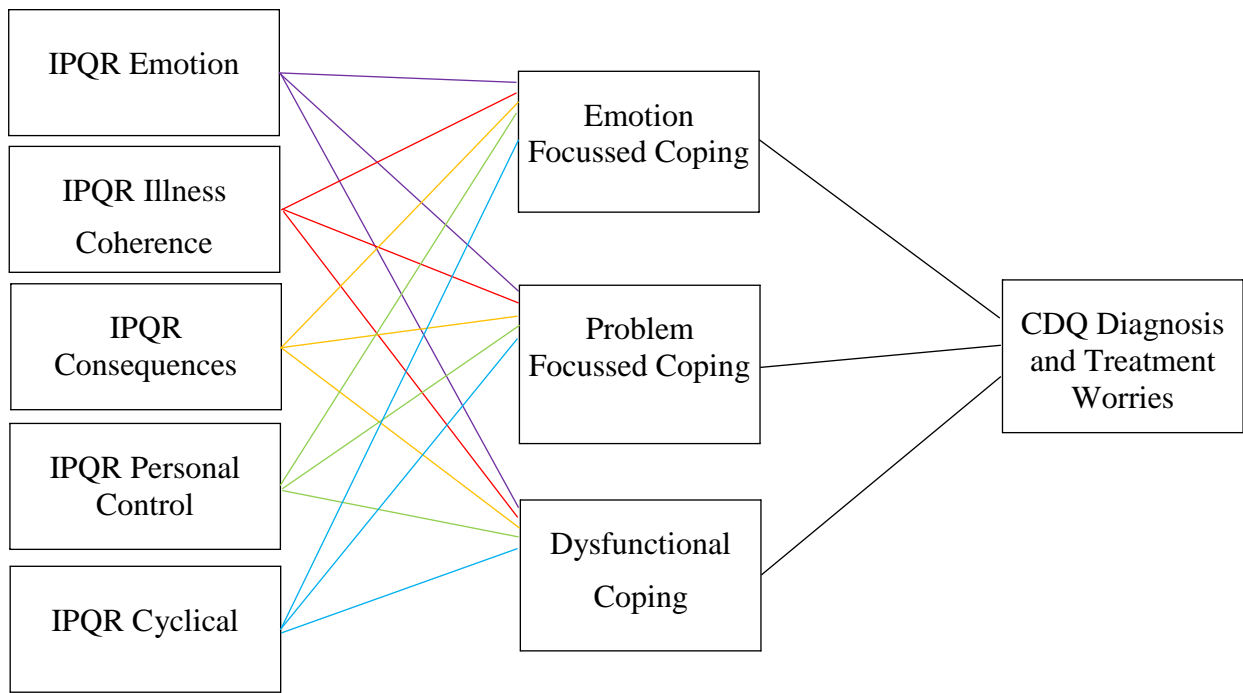 IPQR Emotion
IPQR Illness
Coherence
IPQR
Consequences
IPQR Personal
Control
IPQR Cyclical
Emotion
Focussed Coping
Problem
Focussed Coping
Dysfunctional
Coping
CDQ Diagnosis
and Treatment
Worries